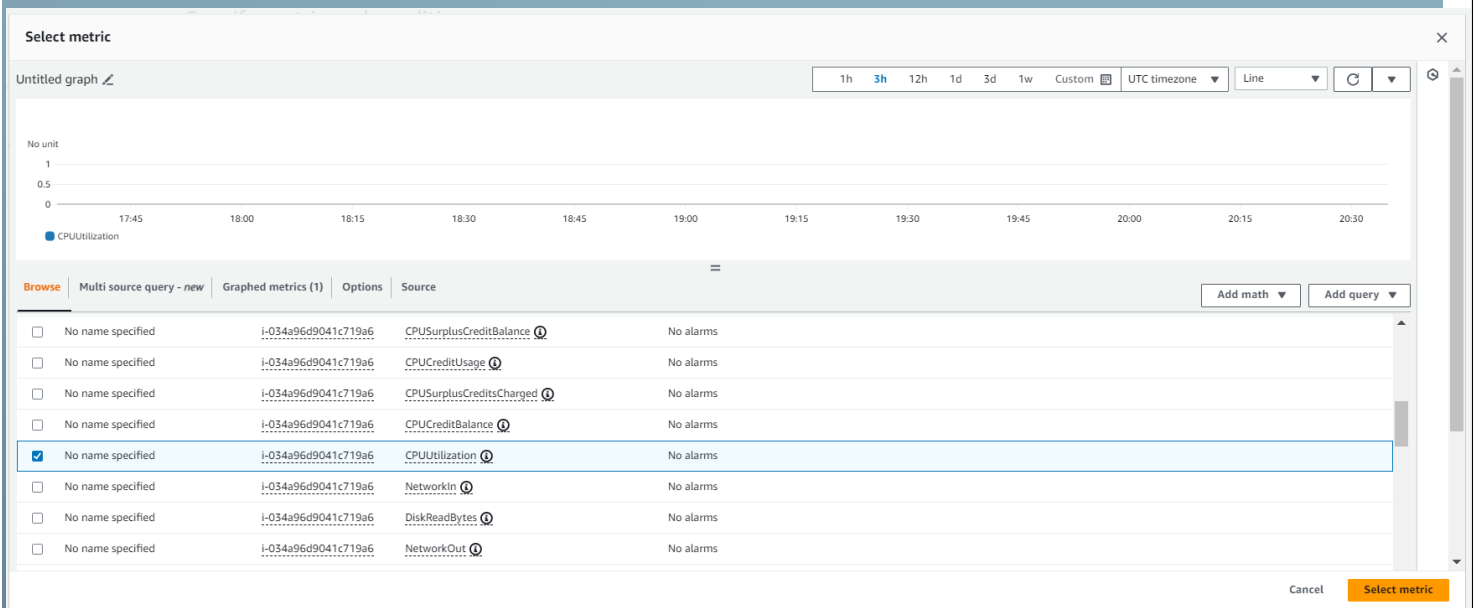 Select metric
Untitled graph
1h 3h 12h 1d 3d 1w Custom UTC timezone Line
No unit
1
0.5
0
17:45 18:00 18:15 18:30 18:45 19:00 19:15 19:30 19:45 20:00 20:15 20:30
CPUUtilization
Browse Multi source query - new Graphed metrics (1) Options Source Add math Add query
No name specified i-034a96d9041c719a6 CPUSurplusCreditBalance No alarms
No name specified i-034a96d9041c719a6 CPUCreditUsage No alarms
No name specified i-034a96d9041c719a6 CPUSurplusCreditsCharged No alarms
No name specified i-034a96d9041c719a6 CPUCreditBalance No alarms
No name specified i-034a96d9041c719a6 CPUUtilization No alarms
No name specified i-034a96d9041c719a6 NetworkIn No alarms
No name specified i-034a96d9041c719a6 DiskReadBytes No alarms
No name specified i-034a96d9041c719a6 NetworkOut No alarms
Cancel Select metric